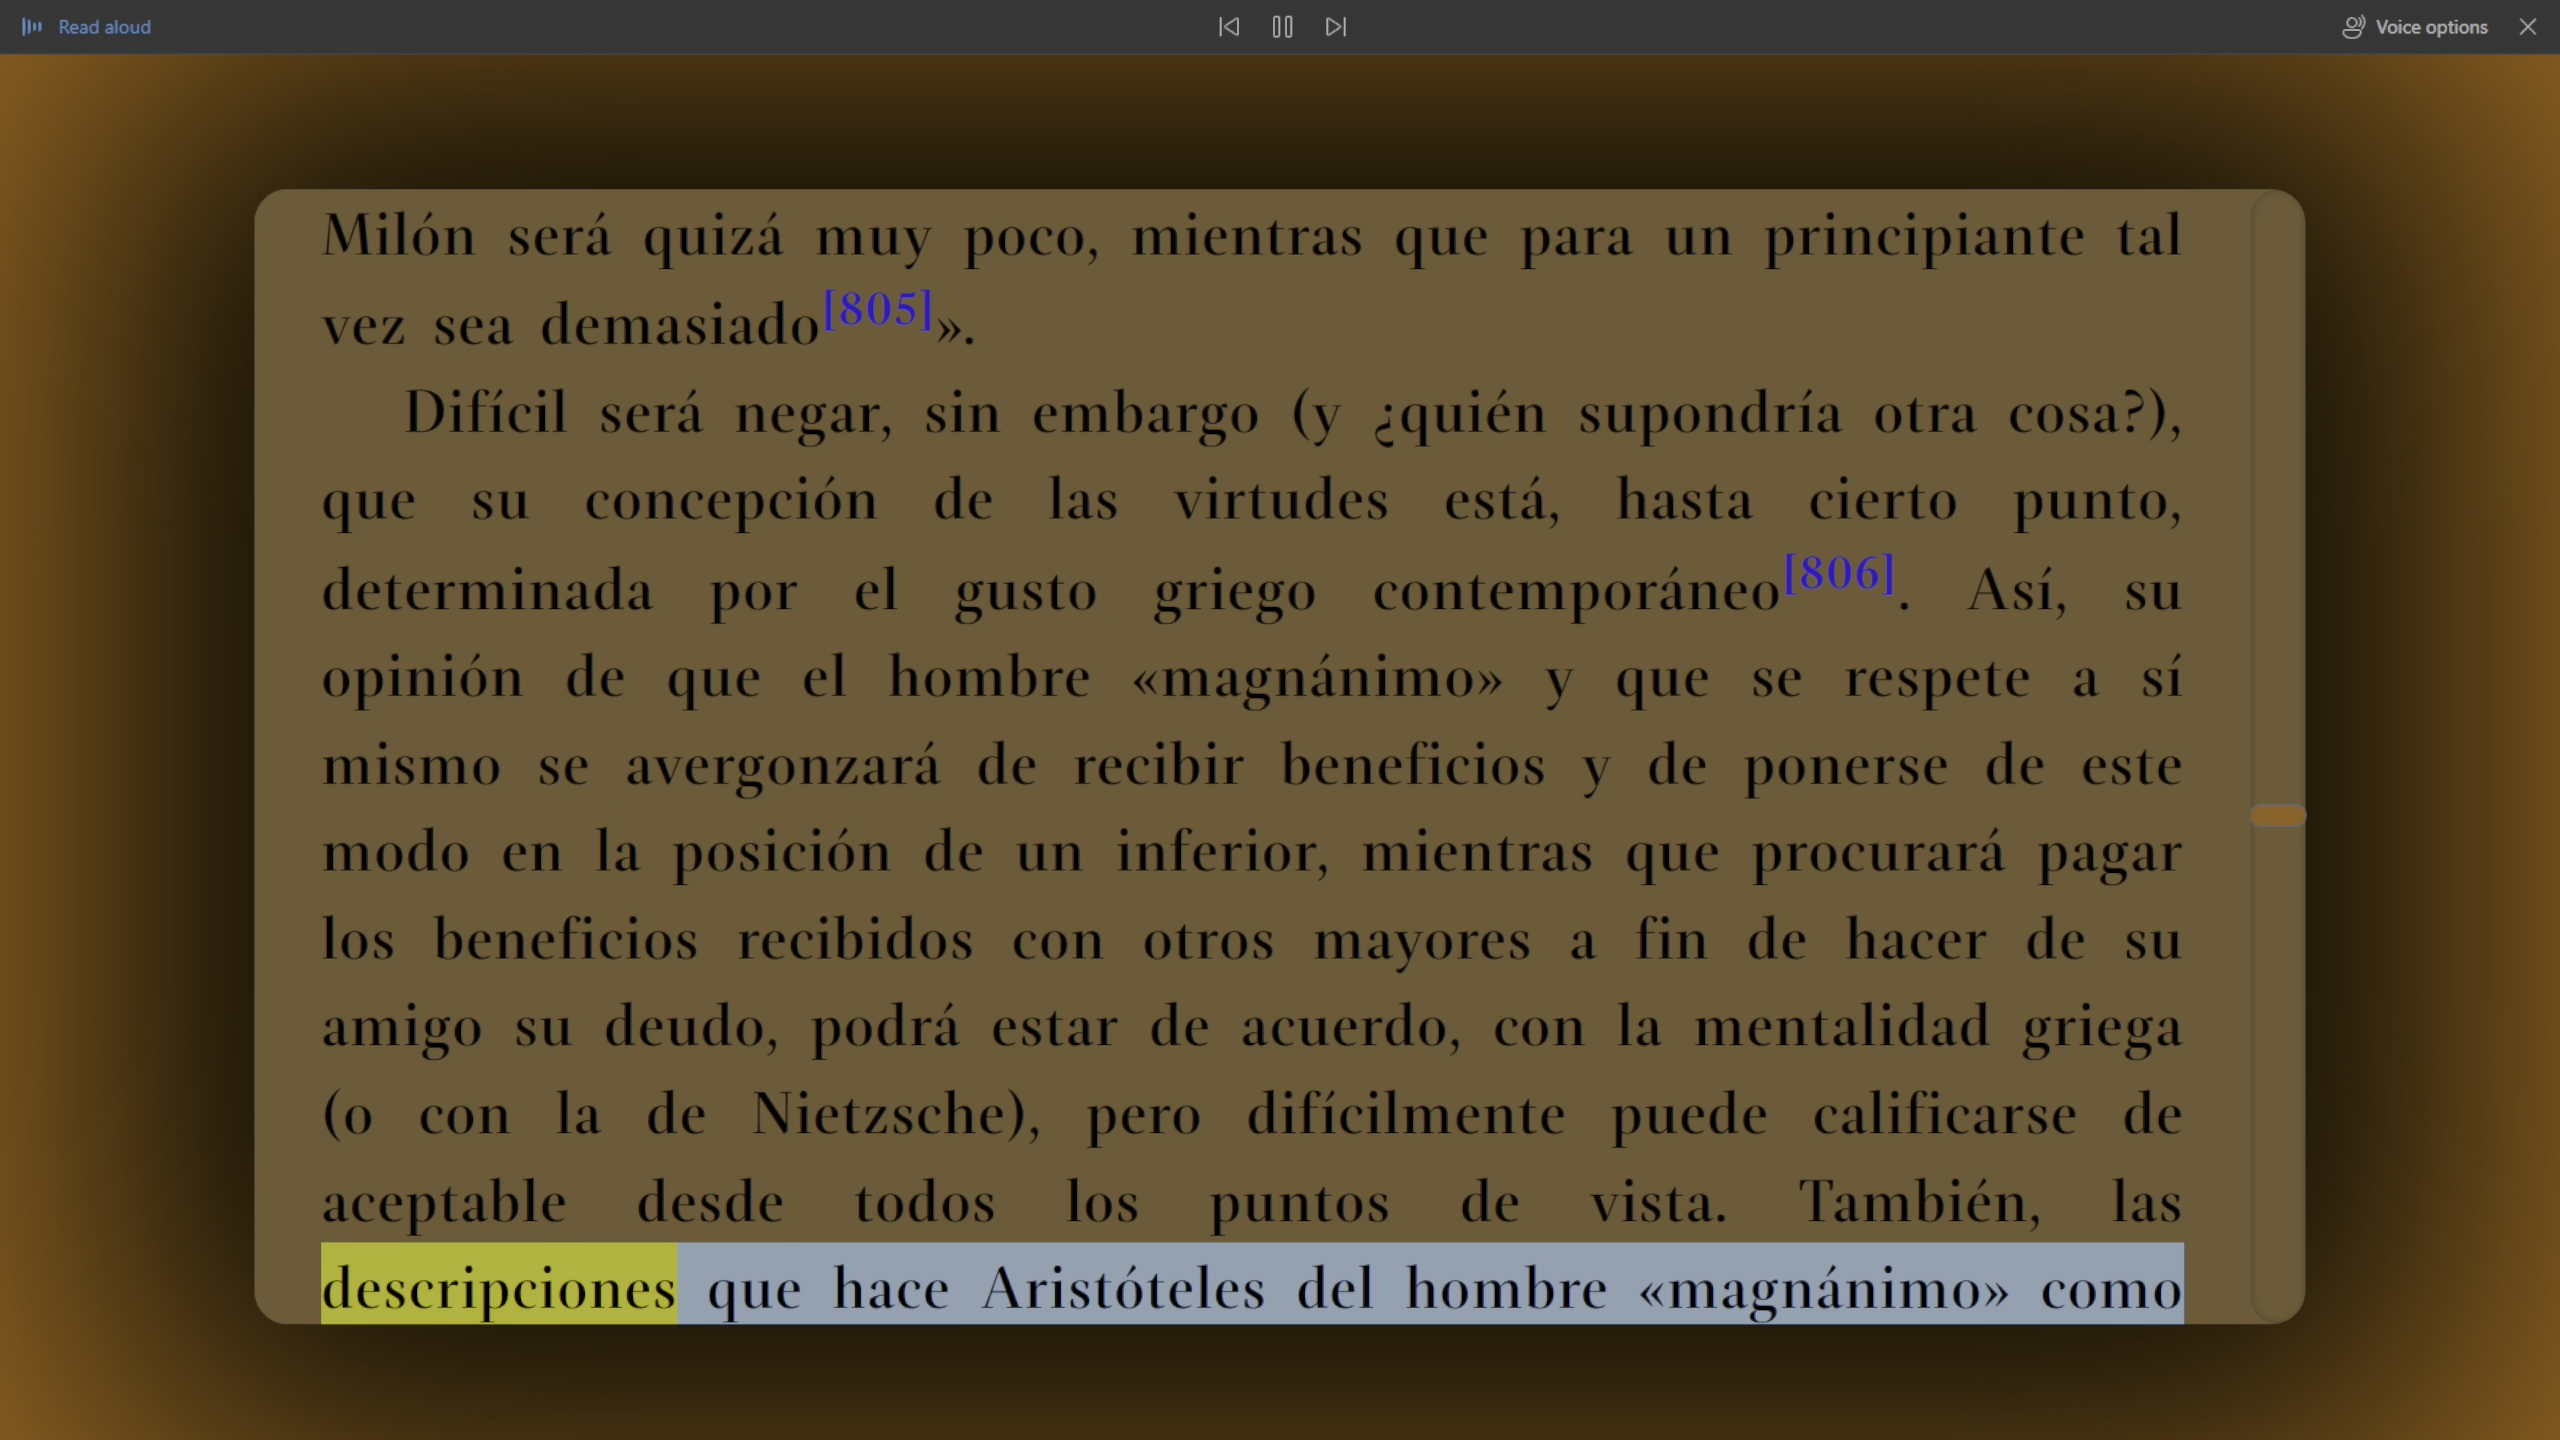 Read aloud
Voice options
Milón será quizá muy poco, mientras que para un principiante tal
vez sea demasiado[805]».
Difícil será negar, sin embargo (y ¿quién supondría otra cosa?),
que su concepción de las virtudes está, hasta cierto punto,
determinada por el gusto griego contemporáneo[806]. Así, su
opinión de que el hombre «magnánimo» y que se respete a sí
mismo se avergonzará de recibir beneficios y de ponerse de este
modo en la posición de un inferior, mientras que procurará pagar
los beneficios recibidos con otros mayores a fin de hacer de su
amigo su deudo, podrá estar de acuerdo, con la mentalidad griega
(o con la de Nietzsche), pero difícilmente puede calificarse de
aceptable desde todos los puntos de vista. También, las
descripciones que hace Aristóteles del hombre «magnánimo» como